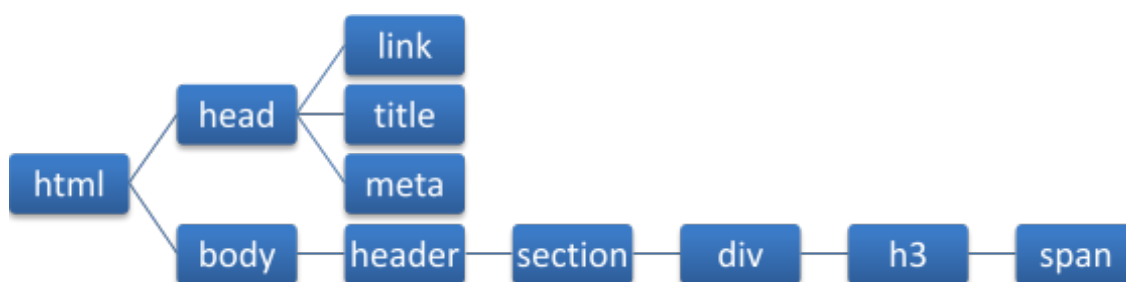 link
head
title
html
meta
body
header
section
div
h3
span